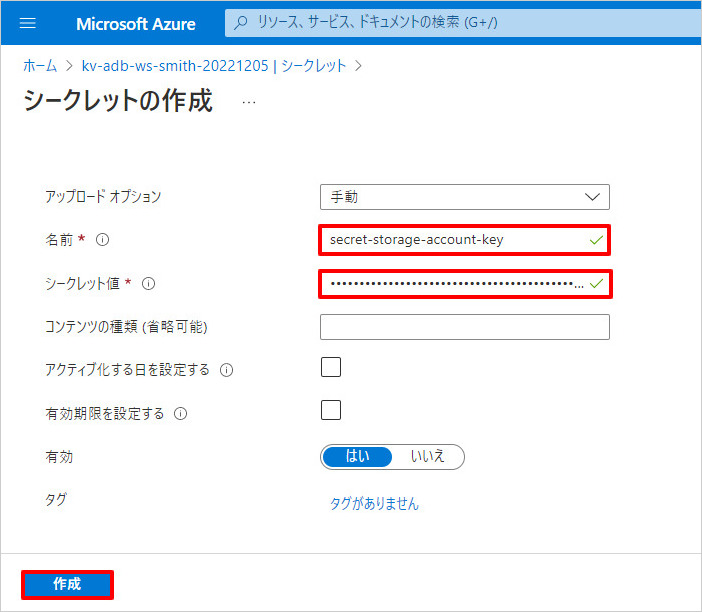 Microsoft Azure
リソース、サービス、ドキュメントの検索 (G+/)
ホーム > kv-adb-ws-smith-20221205 | シークレット >
シークレットの作成 …
アップロード オプション 手動
名前 * secret-storage-account-key
シークレット値 * ••••••••••••••••••••••••••••••••••••••••••...
コンテンツの種類 (省略可能)
アクティブ化する日を設定する
有効期限を設定する
有効 はい いいえ
タグ タグがありません
作成